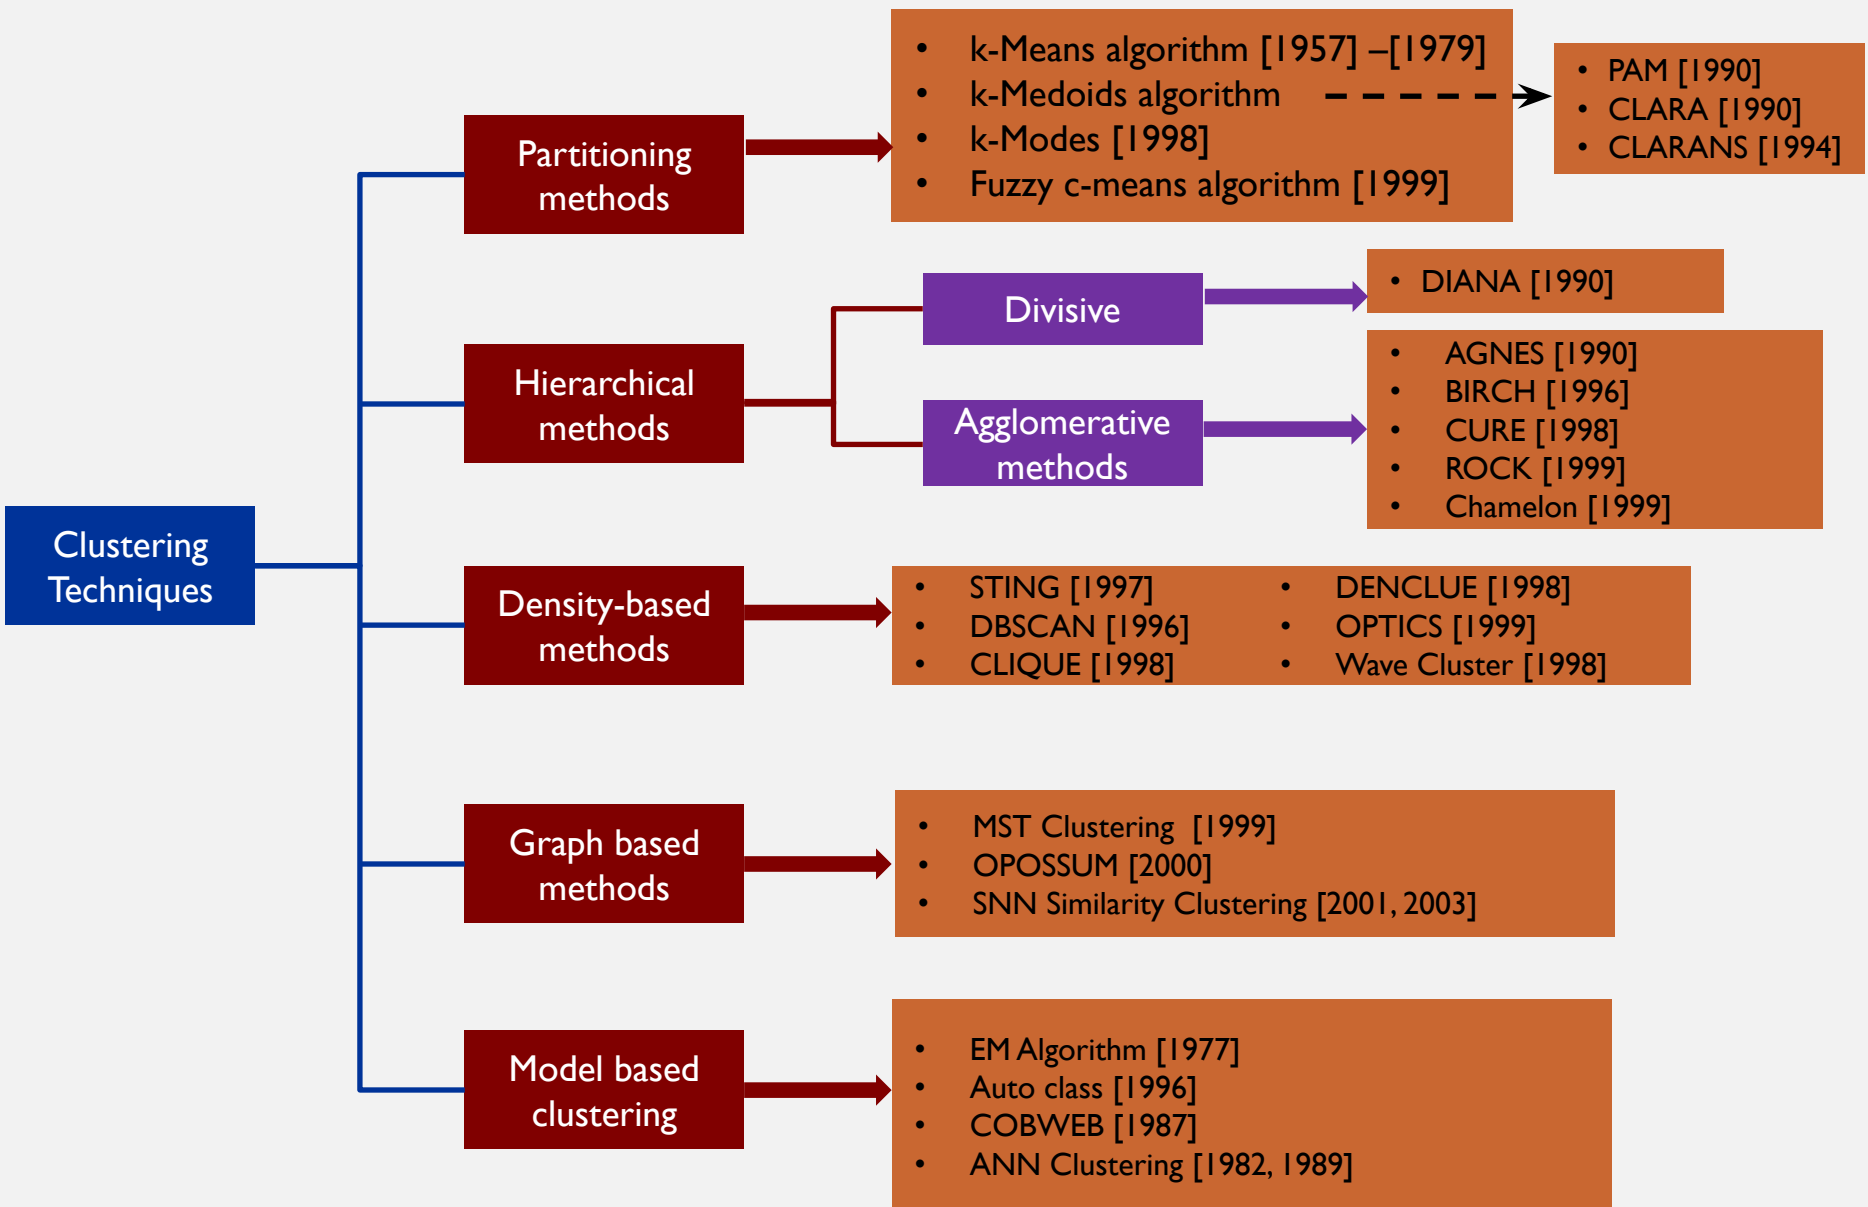 Clustering
Techniques
Partitioning
methods
• k-Means algorithm [1957] –[1979]
• k-Medoids algorithm
• k-Modes [1998]
• Fuzzy c-means algorithm [1999]
• PAM [1990]
• CLARA [1990]
• CLARANS [1994]
Hierarchical
methods
Divisive
• DIANA [1990]
Agglomerative
methods
• AGNES [1990]
• BIRCH [1996]
• CURE [1998]
• ROCK [1999]
• Chamelon [1999]
Density-based
methods
• STING [1997]
• DBSCAN [1996]
• CLIQUE [1998]
• DENCLUE [1998]
• OPTICS [1999]
• Wave Cluster [1998]
Graph based
methods
• MST Clustering [1999]
• OPOSSUM [2000]
• SNN Similarity Clustering [2001, 2003]
Model based
clustering
• EM Algorithm [1977]
• Auto class [1996]
• COBWEB [1987]
• ANN Clustering [1982, 1989]